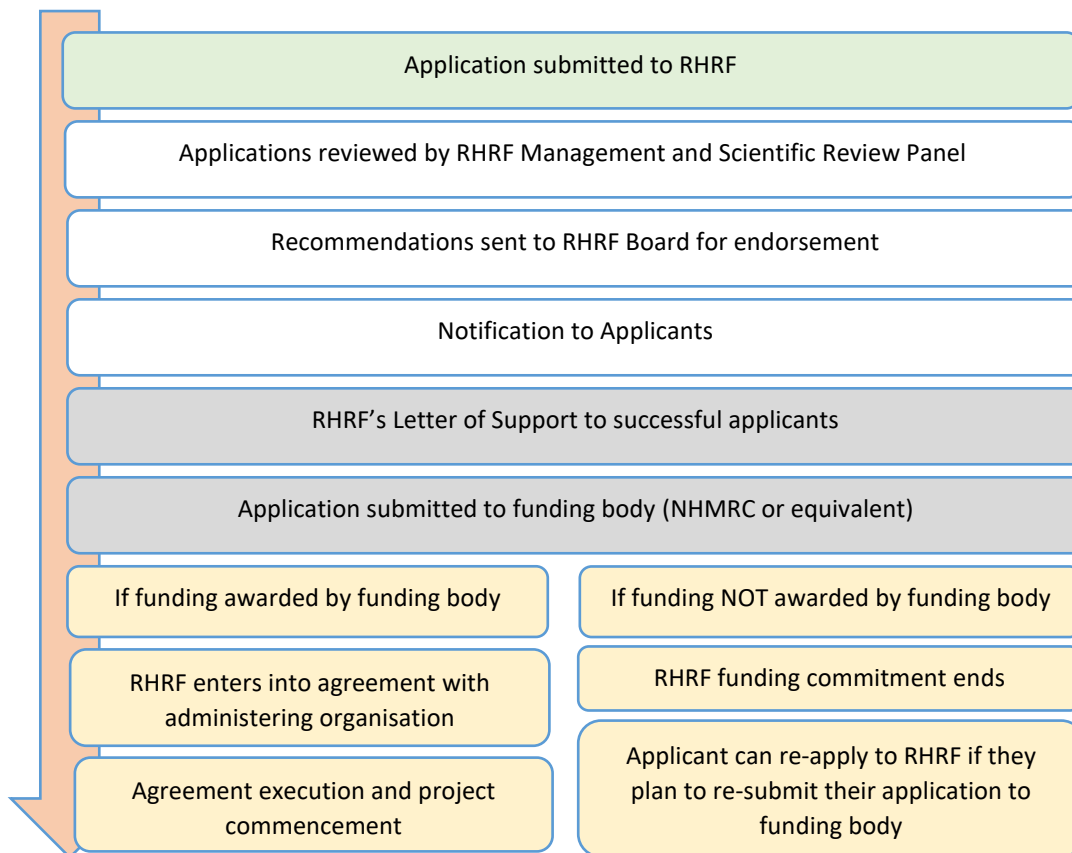 Application submitted to RHRF
Applications reviewed by RHRF Management and Scientific Review Panel
Recommendations sent to RHRF Board for endorsement
Notification to Applicants
RHRF’s Letter of Support to successful applicants
Application submitted to funding body (NHMRC or equivalent)
If funding awarded by funding body
If funding NOT awarded by funding body
RHRF enters into agreement with
administering organisation
RHRF funding commitment ends
Agreement execution and project
commencement
Applicant can re-apply to RHRF if they
plan to re-submit their application to
funding body